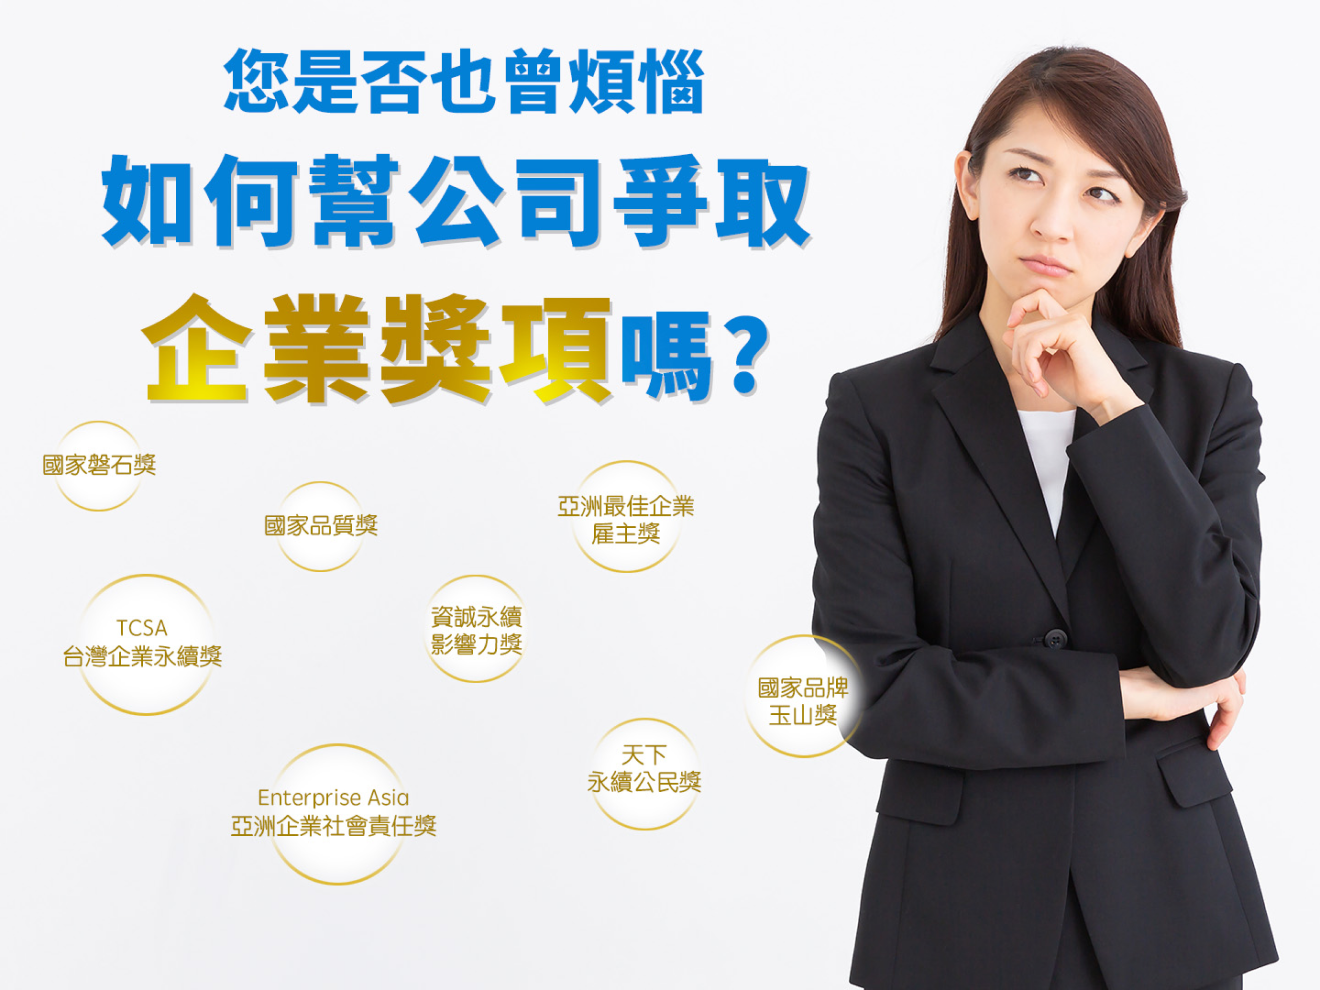 您是否也曾煩惱
如何幫公司爭取
企業獎項嗎?
國家磐石獎
國家品質獎
亞洲最佳企業
雇主獎
TCSA
台灣企業永續獎
資誠永續
影響力獎
國家品牌
玉山獎
天下
永續公民獎
Enterprise Asia
亞洲企業社會責任獎